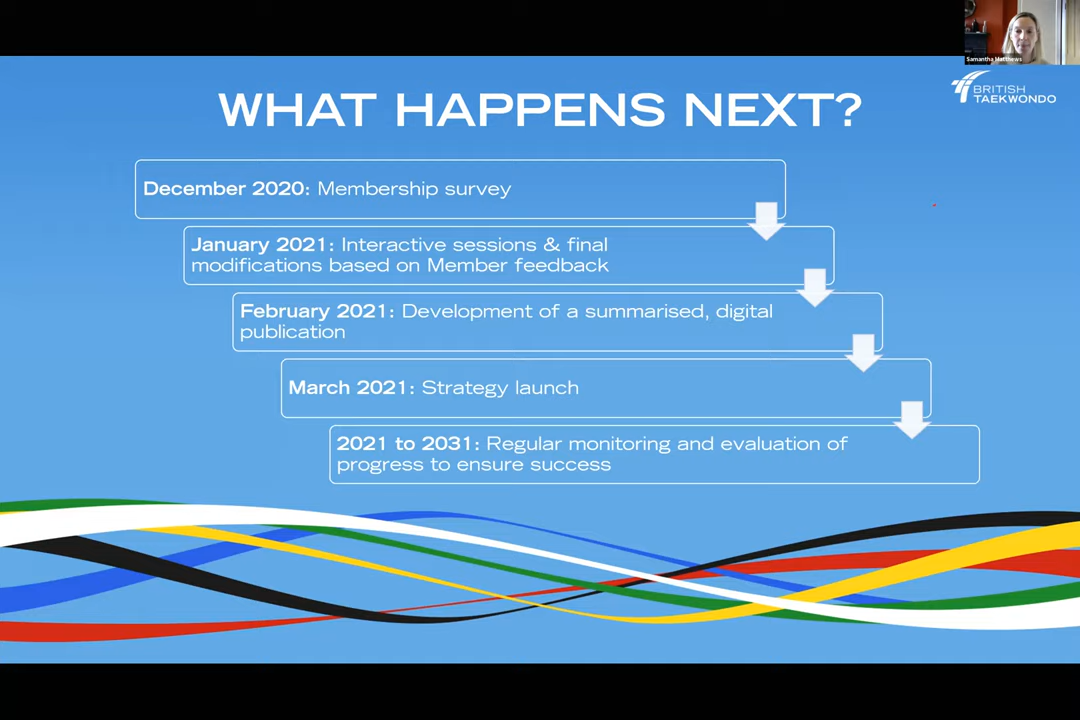 Samantha Matthews
BRITISH
TAEKWONDO
WHAT HAPPENS NEXT?
December 2020: Membership survey
January 2021: Interactive sessions & final
modifications based on Member feedback
February 2021: Development of a summarised, digital
publication
March 2021: Strategy launch
2021 to 2031: Regular monitoring and evaluation of
progress to ensure success